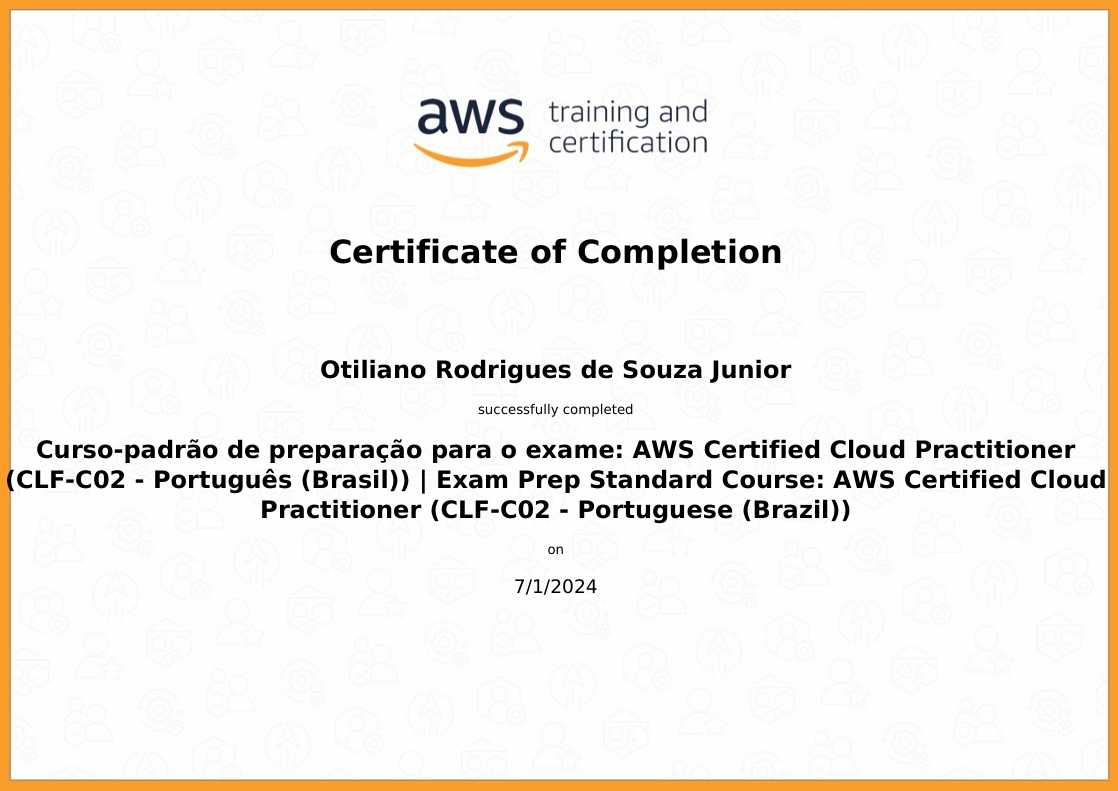 aws training and
certification
Certificate of Completion
Otiliano Rodrigues de Souza Junior
successfully completed
Curso-padrão de preparação para o exame: AWS Certified Cloud Practitioner
(CLF-C02 - Português (Brasil)) | Exam Prep Standard Course: AWS Certified Cloud
Practitioner (CLF-C02 - Portuguese (Brazil))
on
7/1/2024